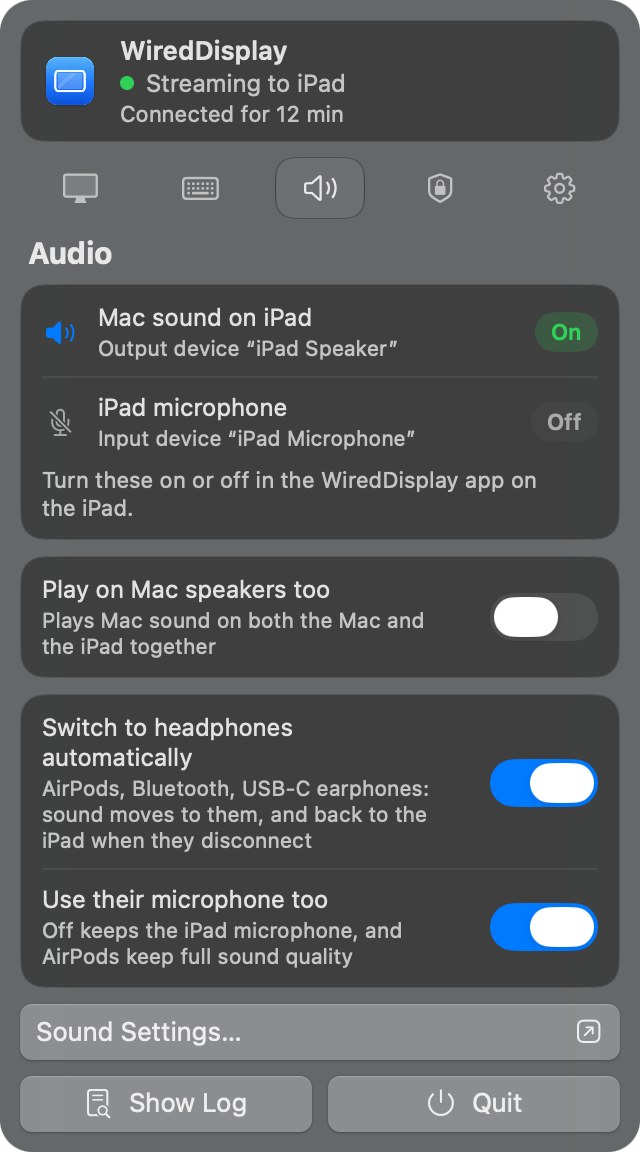 WiredDisplay
Streaming to iPad
Connected for 12 min
Audio
Mac sound on iPad
Output device “iPad Speaker”
On
iPad microphone
Input device “iPad Microphone”
Off
Turn these on or off in the WiredDisplay app on
the iPad.
Play on Mac speakers too
Plays Mac sound on both the Mac and
the iPad together
Switch to headphones
automatically
AirPods, Bluetooth, USB-C earphones:
sound moves to them, and back to the
iPad when they disconnect
Use their microphone too
Off keeps the iPad microphone, and
AirPods keep full sound quality
Sound Settings...
Show Log
Quit